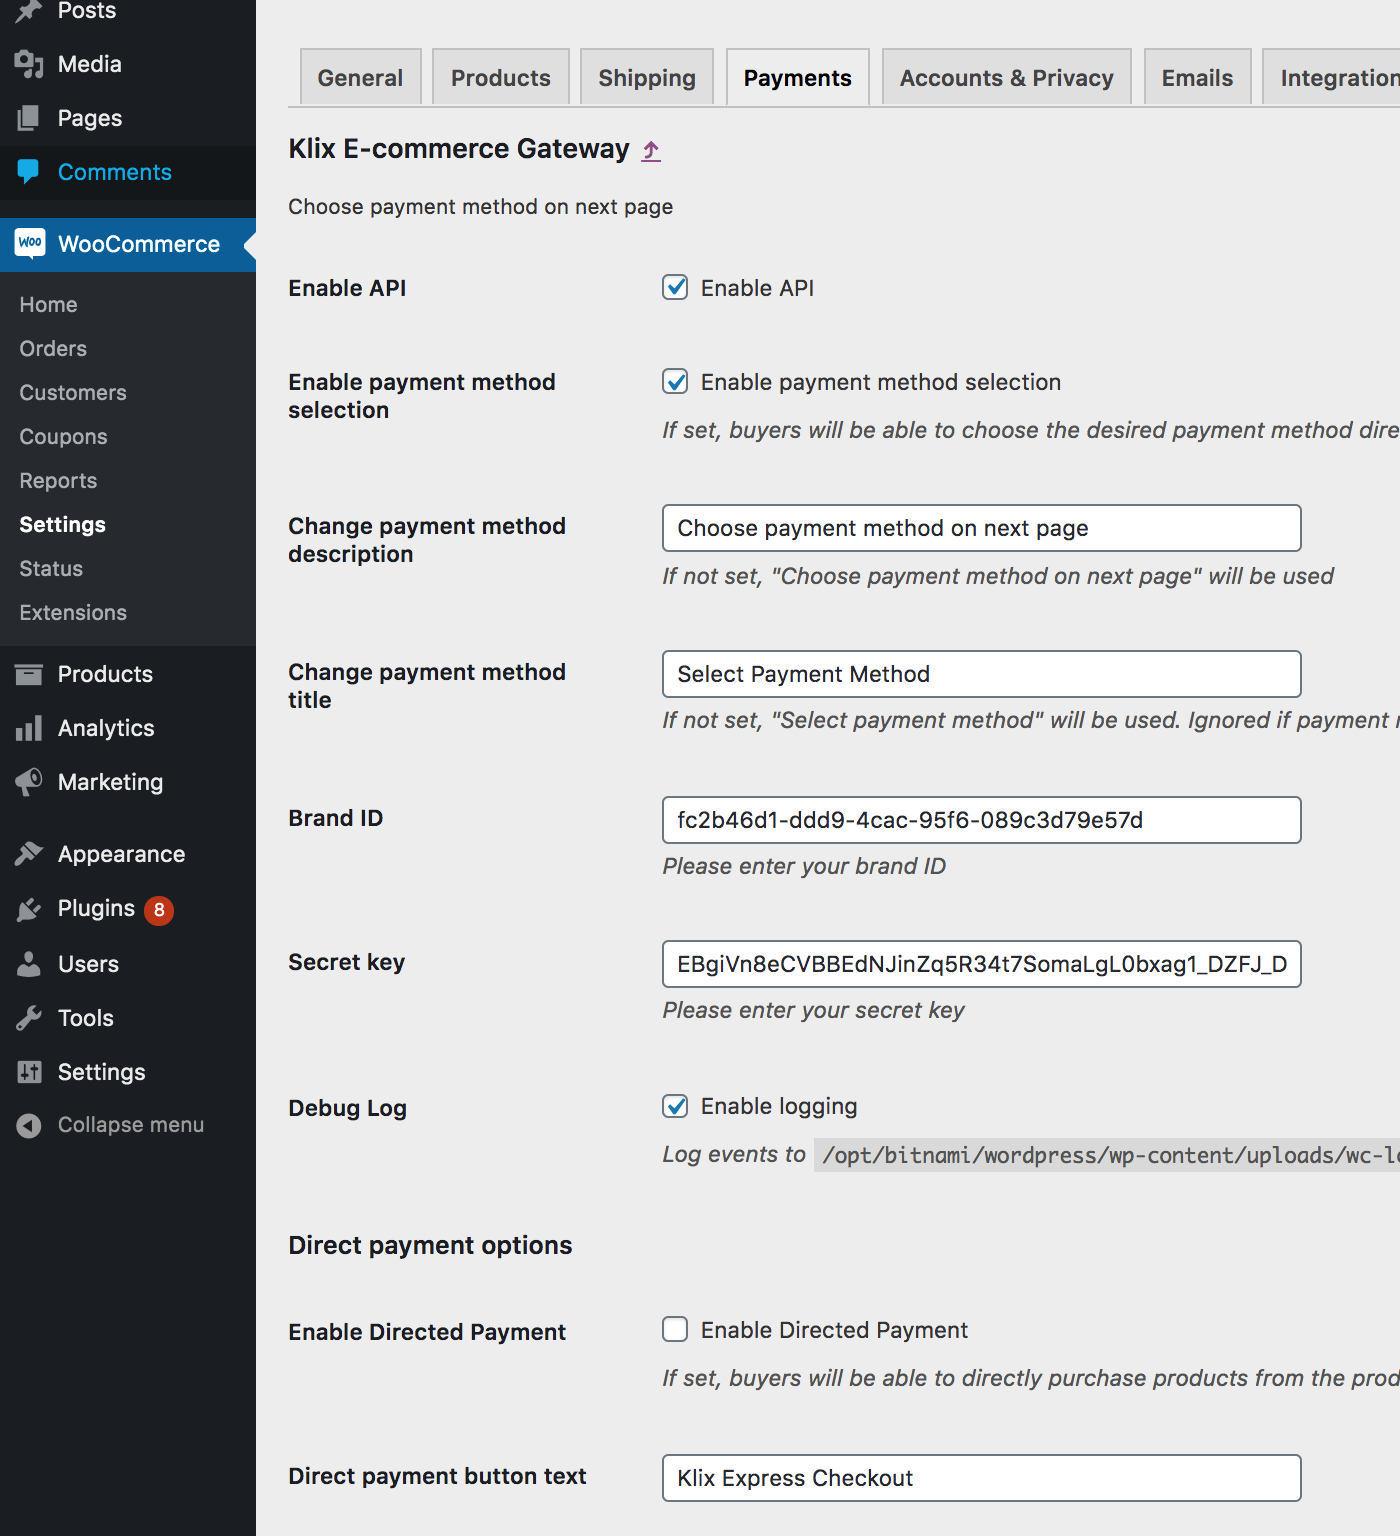 Posts
Media
Pages
Comments
Woo WooCommerce
Home
Orders
Customers
Coupons
Reports
Settings
Status
Extensions
Products
Analytics
Marketing
Appearance
Plugins 8
Users
Tools
Settings
Collapse menu
General Products Shipping Payments Accounts & Privacy Emails Integration
Klix E-commerce Gateway ⤴
Choose payment method on next page
Enable API Enable API
Enable payment method
selection
Enable payment method selection
If set, buyers will be able to choose the desired payment method dire
Change payment method
description
Choose payment method on next page
If not set, "Choose payment method on next page" will be used
Change payment method
title
Select Payment Method
If not set, "Select payment method" will be used. Ignored if payment
Brand ID
fc2b46d1-ddd9-4cac-95f6-089c3d79e57d
Please enter your brand ID
Secret key
EBgiVn8eCVBBEdNJinZq5R34t7SomaLgL0bxag1_DZFJ_D
Please enter your secret key
Debug Log
Enable logging
Log events to /opt/bitnami/wordpress/wp-content/uploads/wc-lo
Direct payment options
Enable Directed Payment
Enable Directed Payment
If set, buyers will be able to directly purchase products from the prod
Direct payment button text
Klix Express Checkout